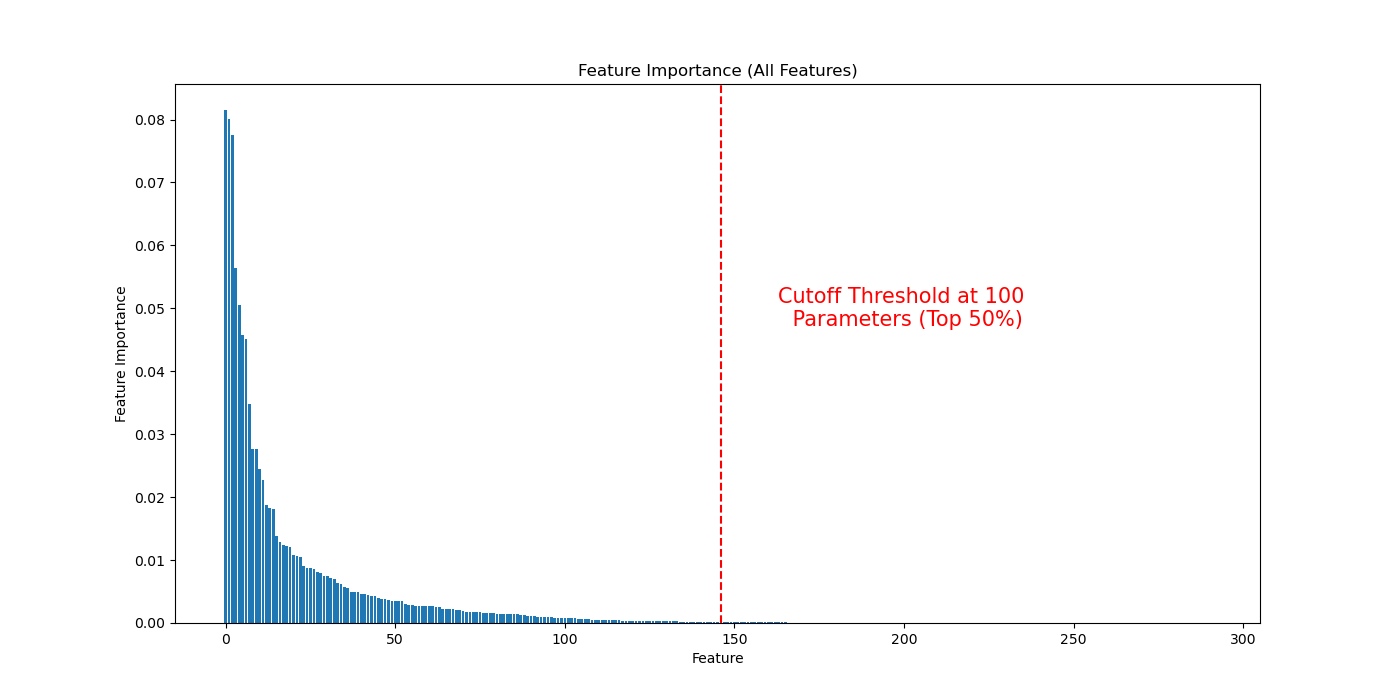 Feature Importance (All Features)
0.08
0.07
0.06
0.05
0.04
0.03
0.02
0.01
0.00
Feature Importance
Cutoff Threshold at 100
Parameters (Top 50%)
0 50 100 150 200 250 300
Feature